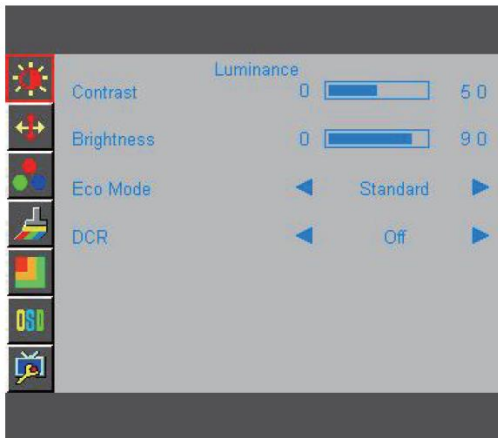 Luminance
Contrast 0 50
Brightness 0 90
Eco Mode Standard
DCR Off
OSD